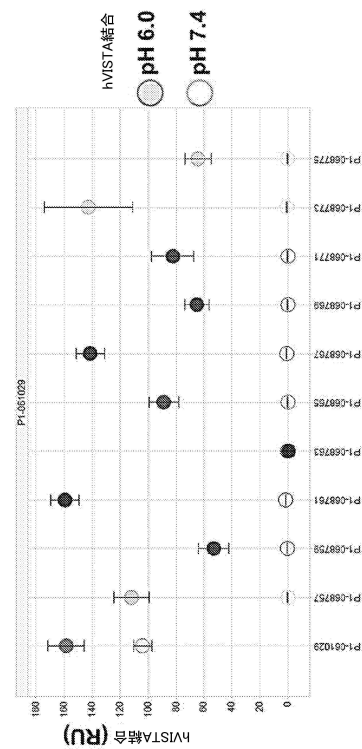 P1-061029
hVISTA結合
pH 6.0
pH 7.4
hVISTA結合 (RU)
180
160
140
120
100
80
60
40
20
0
P1-061029
P1-068757
P1-068759
P1-068761
P1-068763
P1-068765
P1-068767
P1-068769
P1-068771
P1-068773
P1-068775